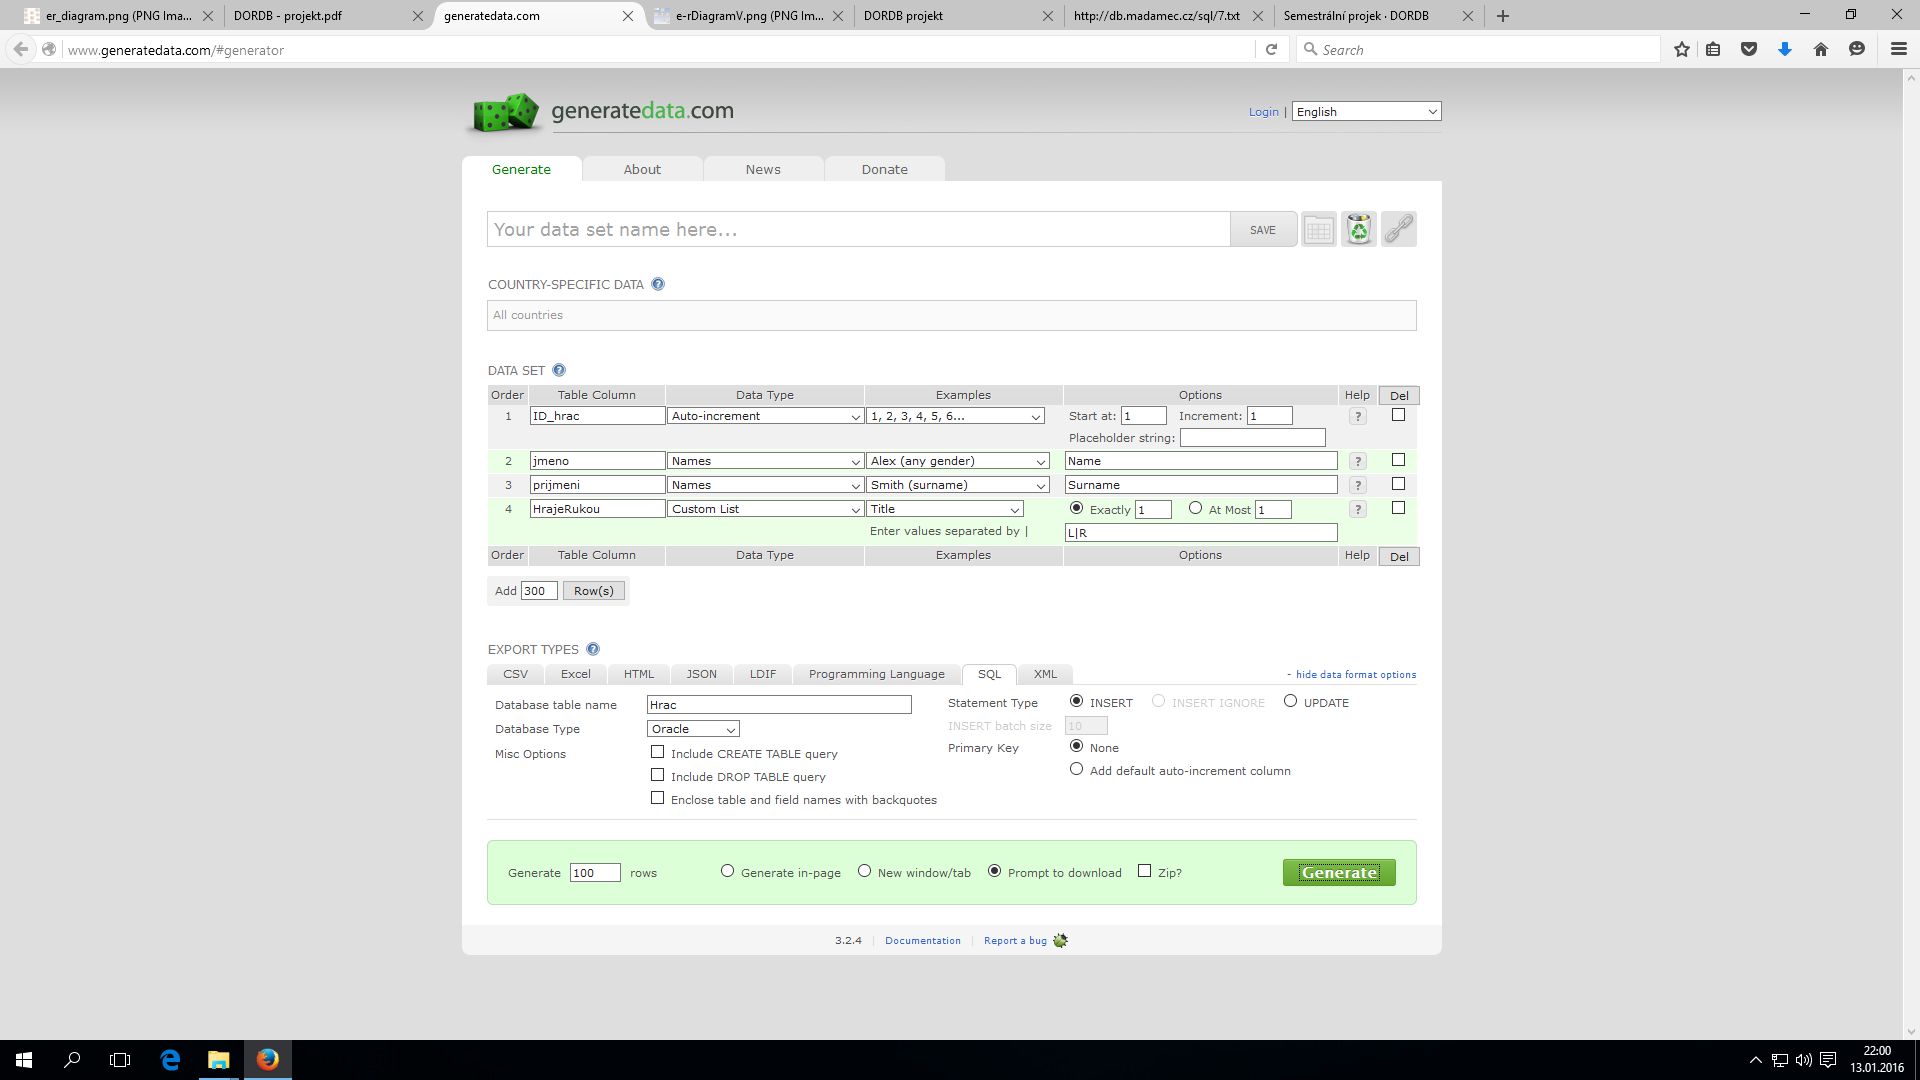 er_diagram.png (PNG Ima...
DORDB - projekt.pdf
generatedata.com
e-rDiagramV.png (PNG Im...
DORDB projekt
http://db.madamec.cz/sql/7.txt
Semestrální projek · DORDB
www.generatedata.com/#generator
Search
generatedata.com
Login | English
Generate About News Donate
Your data set name here... SAVE
COUNTRY-SPECIFIC DATA ?
All countries
DATA SET ?
Order Table Column Data Type Examples Options Help Del
1 ID_hrac Auto-increment 1, 2, 3, 4, 5, 6... Start at: 1 Increment: 1 ?
Placeholder string:
2 jmeno Names Alex (any gender) Name ?
3 prijmeni Names Smith (surname) Surname ?
4 HrajeRukou Custom List Title Exactly 1 At Most 1 ?
Enter values separated by | L|R
Order Table Column Data Type Examples Options Help Del
Add 300 Row(s)
EXPORT TYPES ?
CSV Excel HTML JSON LDIF Programming Language SQL XML - hide data format options
Database table name Hrac Statement Type INSERT INSERT IGNORE UPDATE
Database Type Oracle INSERT batch size 10
Misc Options Include CREATE TABLE query Primary Key None
Include DROP TABLE query Add default auto-increment column
Enclose table and field names with backquotes
Generate 100 rows Generate in-page New window/tab Prompt to download Zip? Generate
3.2.4 | Documentation | Report a bug
22:00
13.01.2016